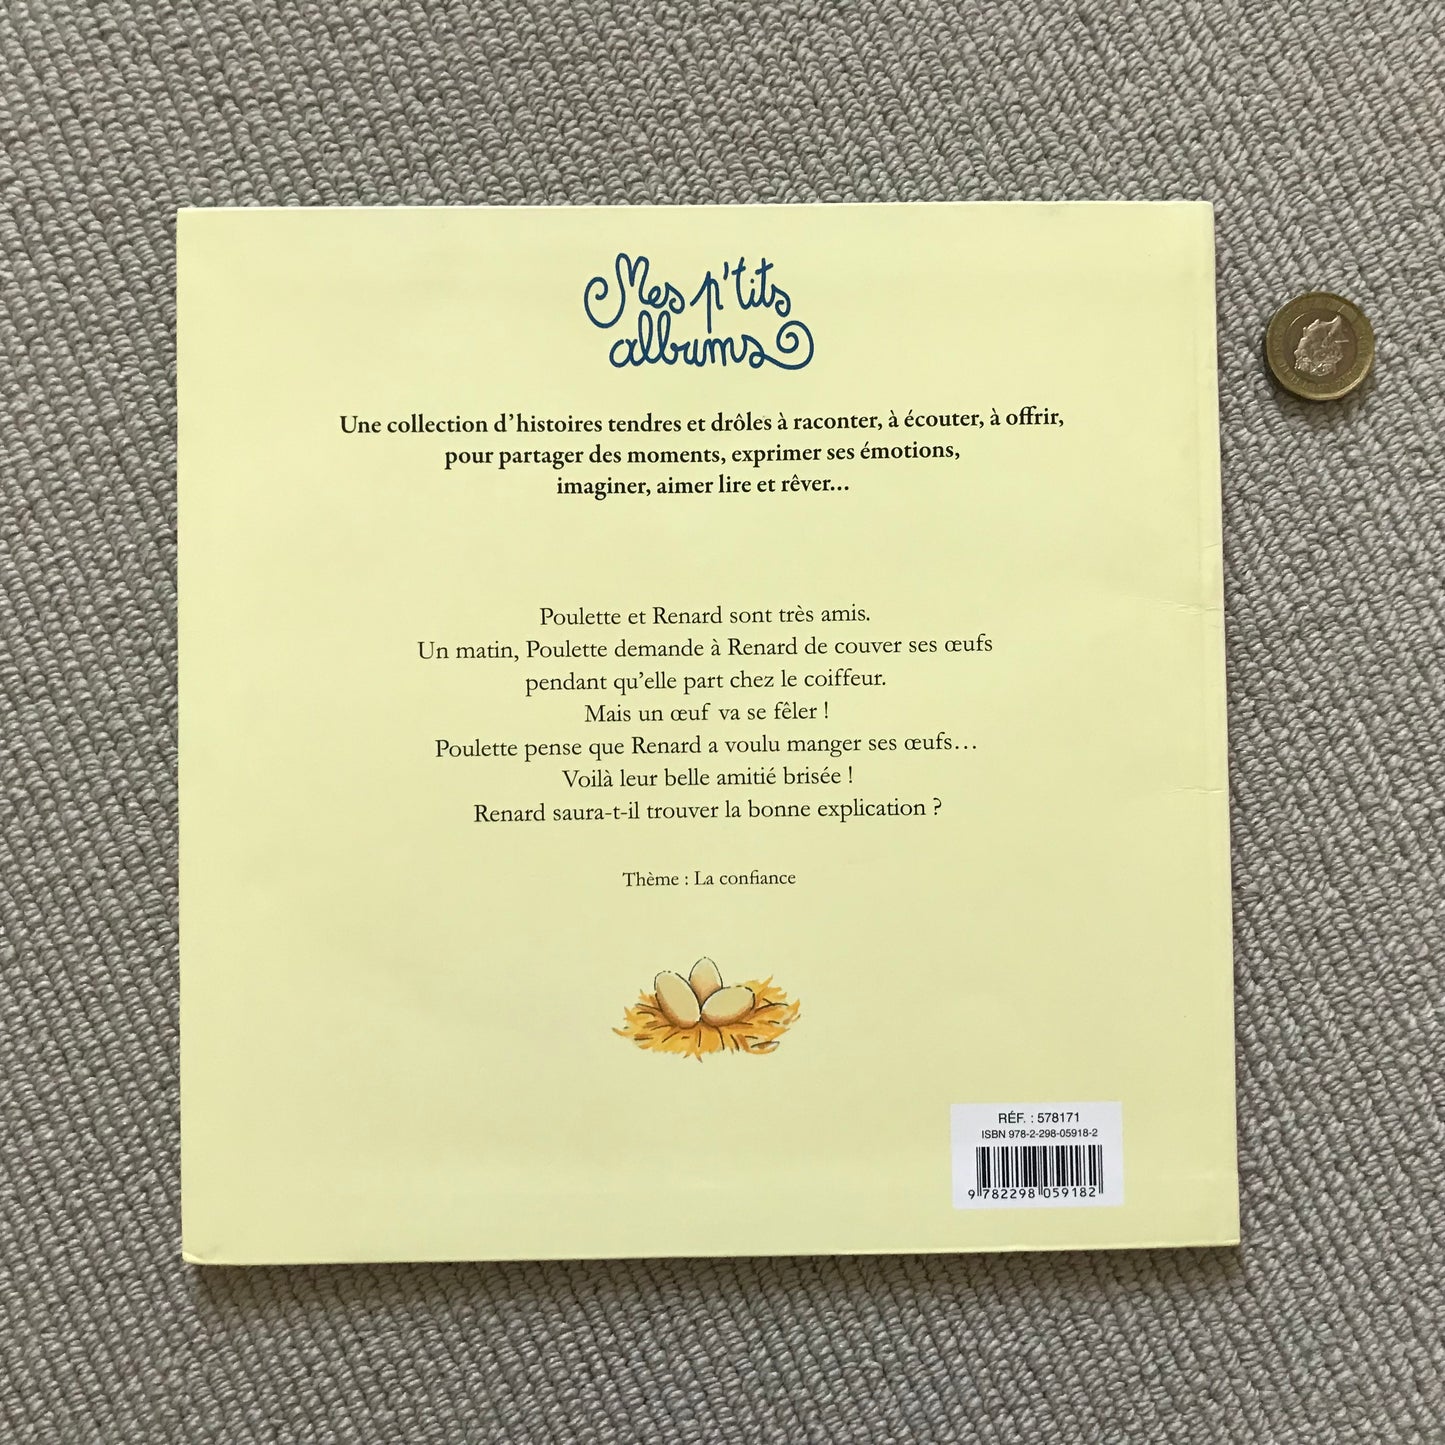 Mes p'tits
albums
Une collection d'histoires tendres et drôles à raconter, à écouter, à offrir,
pour partager des moments, exprimer ses émotions,
imaginer, aimer lire et rêver...
Poulette et Renard sont très amis.
Un matin, Poulette demande à Renard de couver ses œufs
pendant qu'elle part chez le coiffeur.
Mais un œuf va se fêler !
Poulette pense que Renard a voulu manger ses œufs...
Voilà leur belle amitié brisée !
Renard saura-t-il trouver la bonne explication ?
Thème : La confiance
RÉF. : 578171
ISBN 978-2-298-05918-2
9 782298 059182